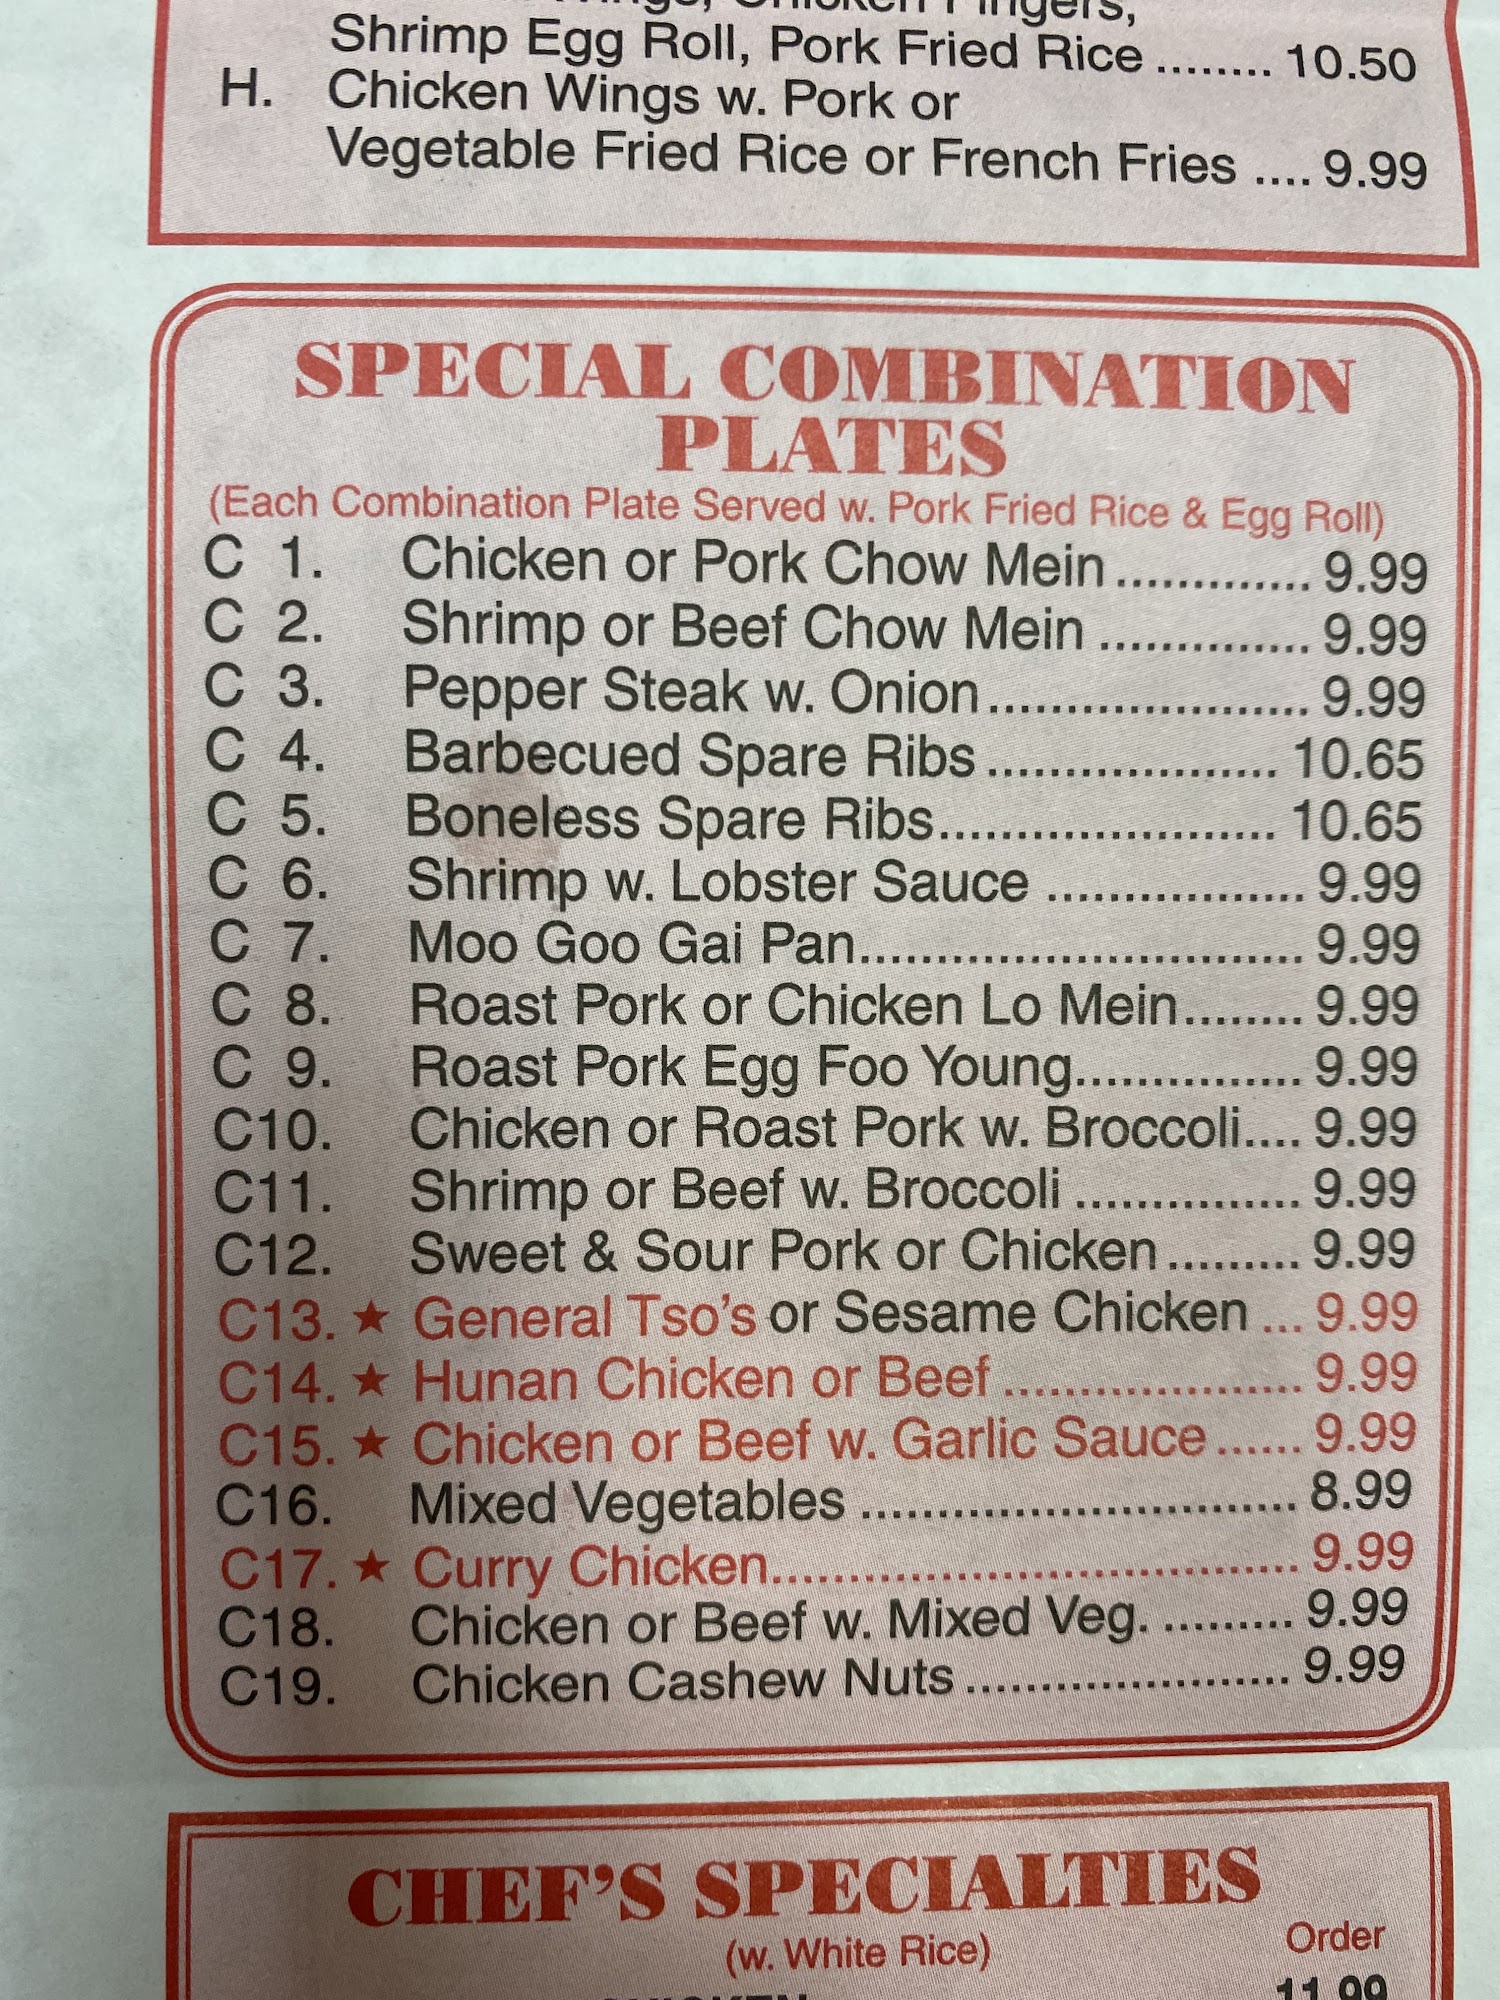 Chicken Fingers,
Shrimp Egg Roll, Pork Fried Rice ........ 10.50
H. Chicken Wings w. Pork or
Vegetable Fried Rice or French Fries .... 9.99
SPECIAL COMBINATION
PLATES
(Each Combination Plate Served w. Pork Fried Rice & Egg Roll)
C 1. Chicken or Pork Chow Mein ............. 9.99
C 2. Shrimp or Beef Chow Mein .............. 9.99
C 3. Pepper Steak w. Onion ..................... 9.99
C 4. Barbecued Spare Ribs ................... 10.65
C 5. Boneless Spare Ribs...................... 10.65
C 6. Shrimp w. Lobster Sauce ................. 9.99
C 7. Moo Goo Gai Pan............................. 9.99
C 8. Roast Pork or Chicken Lo Mein........ 9.99
C 9. Roast Pork Egg Foo Young............... 9.99
C10. Chicken or Roast Pork w. Broccoli.... 9.99
C11. Shrimp or Beef w. Broccoli ............... 9.99
C12. Sweet & Sour Pork or Chicken ......... 9.99
C13. ★ General Tso's or Sesame Chicken ... 9.99
C14. ★ Hunan Chicken or Beef .................... 9.99
C15. ★ Chicken or Beef w. Garlic Sauce ...... 9.99
C16. Mixed Vegetables ............................. 8.99
C17. ★ Curry Chicken................................... 9.99
C18. Chicken or Beef w. Mixed Veg. ......... 9.99
C19. Chicken Cashew Nuts ...................... 9.99
CHEF'S SPECIALTIES
(w. White Rice) Order
11.99